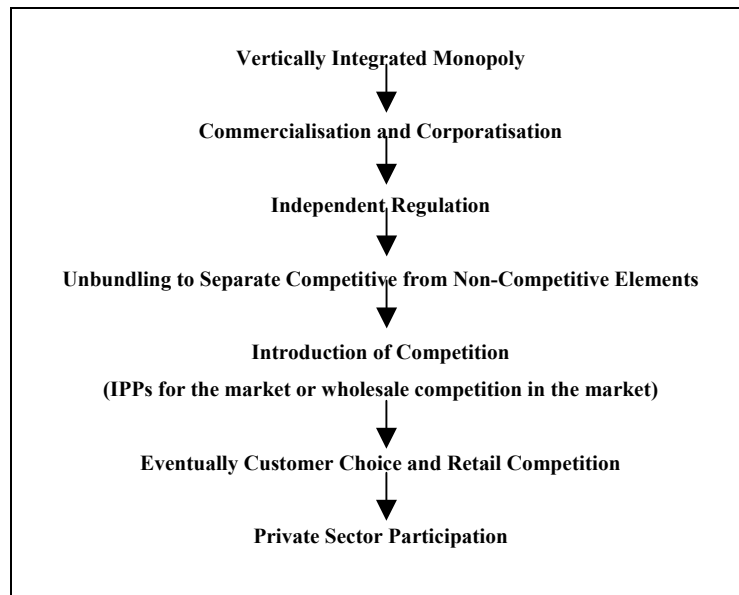 Vertically Integrated Monopoly
Commercialisation and Corporatisation
Independent Regulation
Unbundling to Separate Competitive from Non-Competitive Elements
Introduction of Competition
(IPPs for the market or wholesale competition in the market)
Eventually Customer Choice and Retail Competition
Private Sector Participation